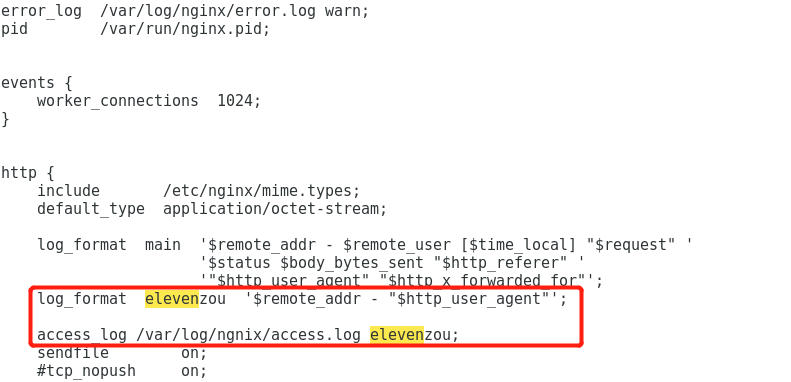 error_log  /var/log/nginx/error.log warn;
pid        /var/run/nginx.pid;
events {
    worker_connections  1024;
}
http {
    include       /etc/nginx/mime.types;
    default_type  application/octet-stream;
    log_format  main  '$remote_addr - $remote_user [$time_local] "$request" '
                      '$status $body_bytes_sent "$http_referer" '
                      '"$http_user_agent" "$http_x_forwarded_for"';
    log_format  elevenzou  '$remote_addr - "$http_user_agent"';
    access_log /var/log/ngnix/access.log elevenzou;
    sendfile        on;
    #tcp_nopush     on;